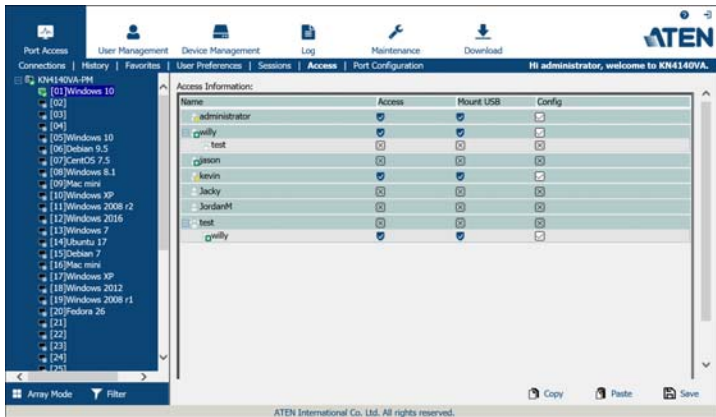 ATEN
Port Access User Management Device Management Log Maintenance Download
Connections | History | Favorites | User Preferences | Sessions | Access | Port Configuration Hi administrator, welcome to KN4140VA.
KN4140VA-PM
[01]Windows 10
[02]
[03]
[04]
[05]Windows 10
[06]Debian 9.5
[07]CentOS 7.5
[08]Windows 8.1
[09]Mac mini
[10]Windows XP
[11]Windows 2008 r2
[12]Windows 2016
[13]Windows 7
[14]Ubuntu 17
[15]Debian 7
[16]Mac mini
[17]Windows XP
[18]Windows 2012
[19]Windows 2008 r1
[20]Fedora 26
[21]
[22]
[23]
[24]
[25]
Array Mode Filter
Access Information:
Name Access Mount USB Config
administrator
willy
test
jason
kevin
Jacky
JordanM
test
willy
Copy Paste Save
ATEN International Co. Ltd. All rights reserved.